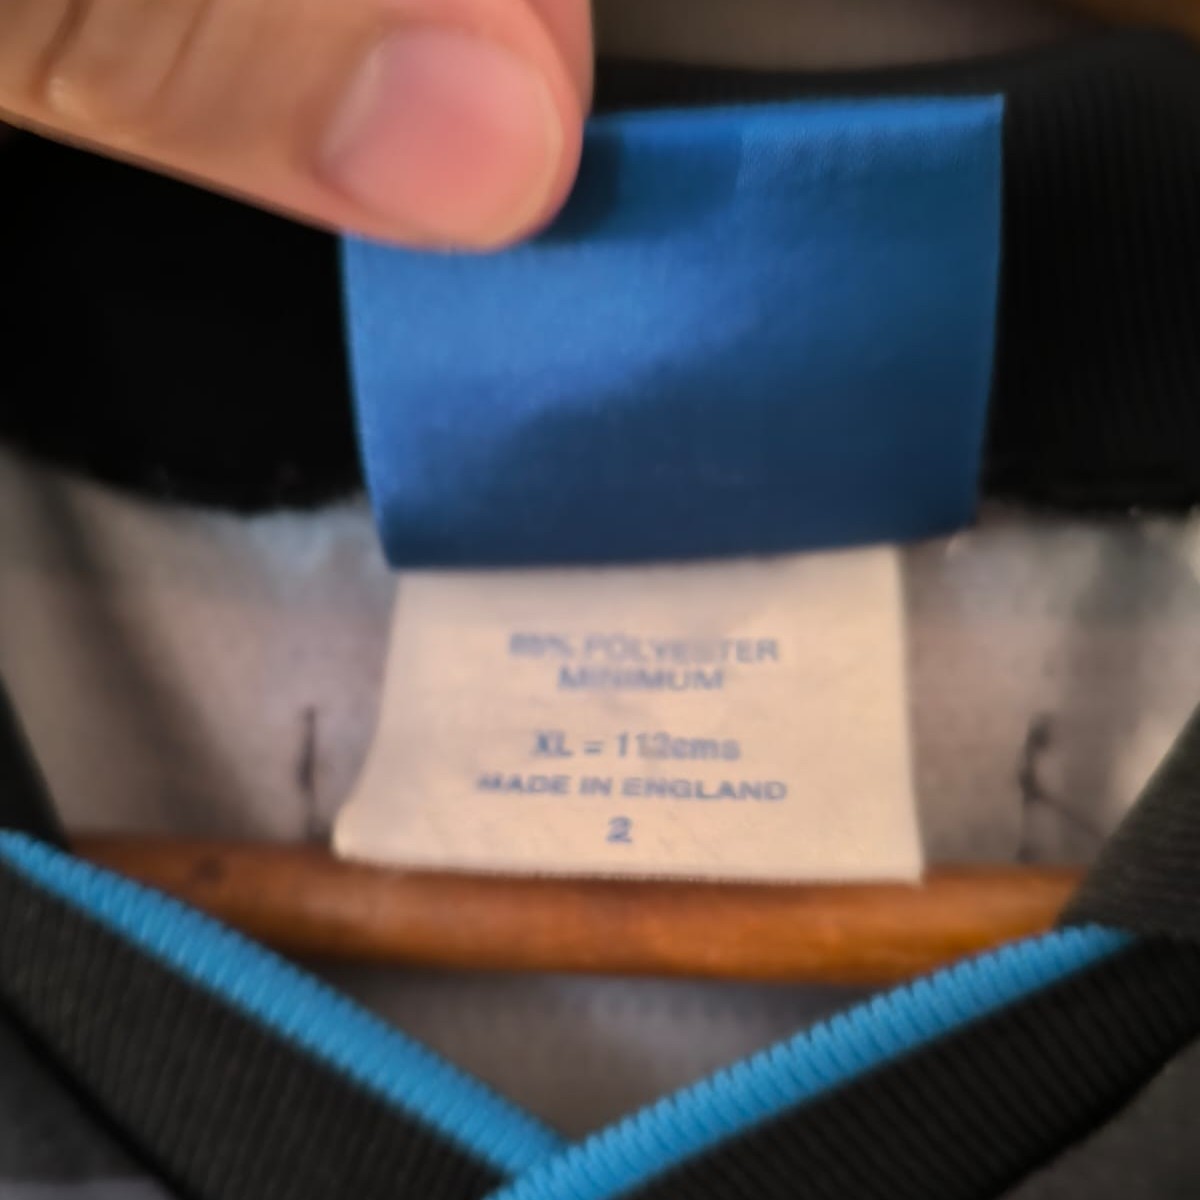 POLYESTER
MINIMUM
XL = 112cms
MADE IN ENGLAND
2